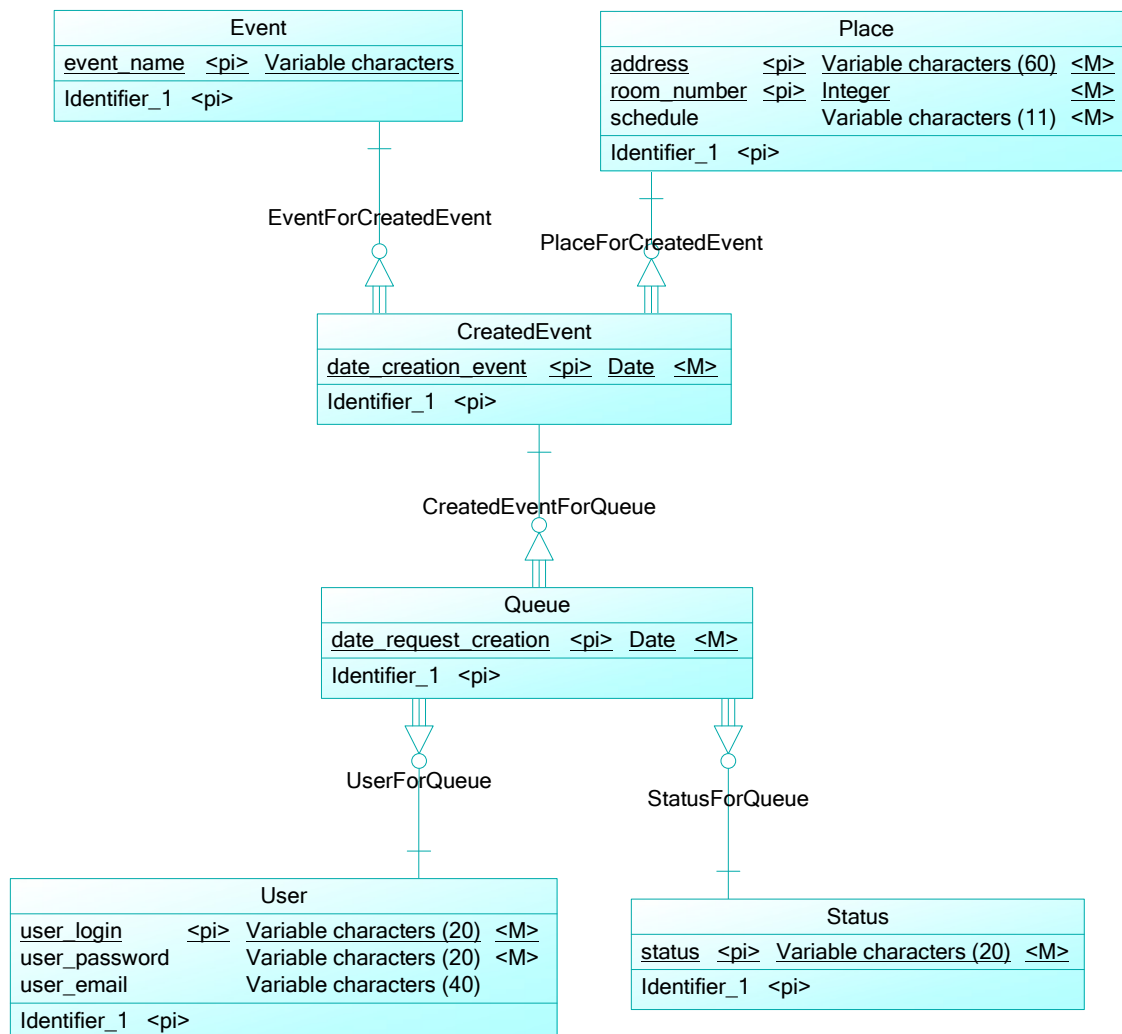 Event
event_name <pi> Variable characters
Identifier_1 <pi>
Place
address <pi> Variable characters (60) <M>
room_number <pi> Integer <M>
schedule Variable characters (11) <M>
Identifier_1 <pi>
EventForCreatedEvent
PlaceForCreatedEvent
CreatedEvent
date_creation_event <pi> Date <M>
Identifier_1 <pi>
CreatedEventForQueue
Queue
date_request_creation <pi> Date <M>
Identifier_1 <pi>
UserForQueue
StatusForQueue
User
user_login <pi> Variable characters (20) <M>
user_password Variable characters (20) <M>
user_email Variable characters (40)
Identifier_1 <pi>
Status
status <pi> Variable characters (20) <M>
Identifier_1 <pi>